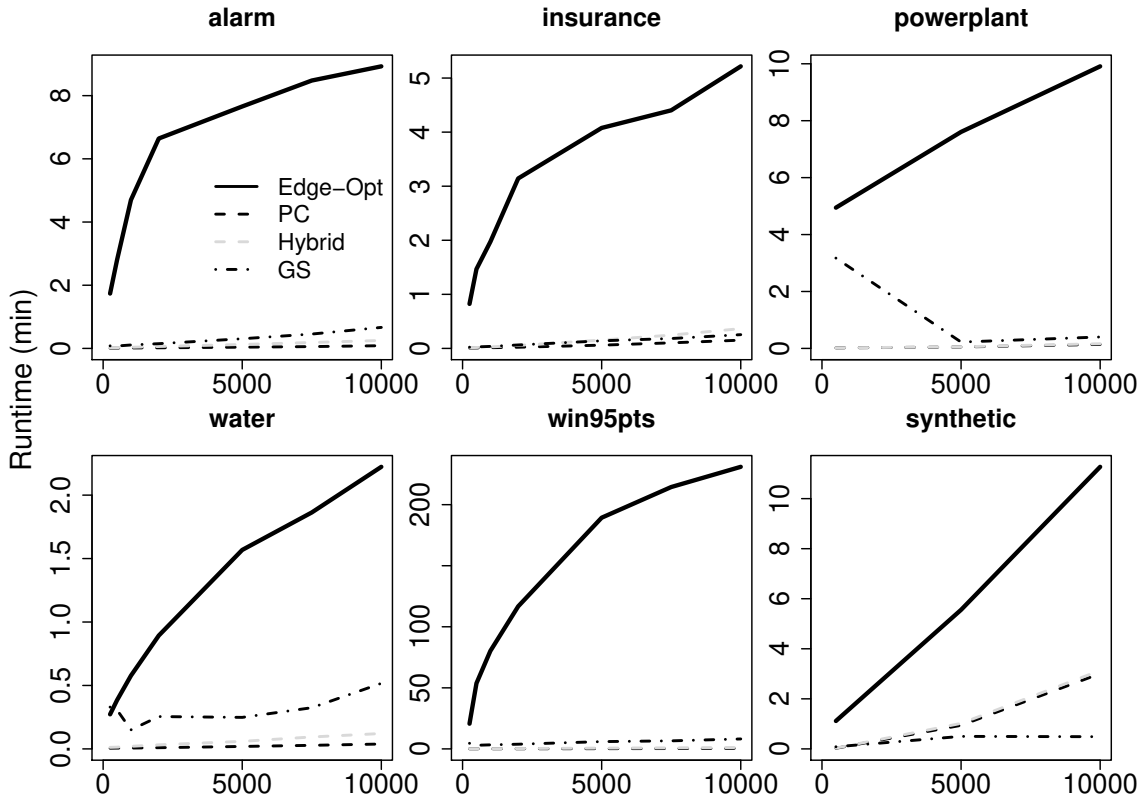 alarm insurance powerplant
8
6
4
2
0
Edge−Opt
PC
Hybrid
GS
0 5000 10000
5
4
3
2
1
0
0 5000 10000
10
8
6
4
2
0
0 5000 10000
Runtime (min)
water win95pts synthetic
2.0
1.5
1.0
0.5
0.0
0 5000 10000
200
100
50
0
0 5000 10000
10
8
6
4
2
0
0 5000 10000